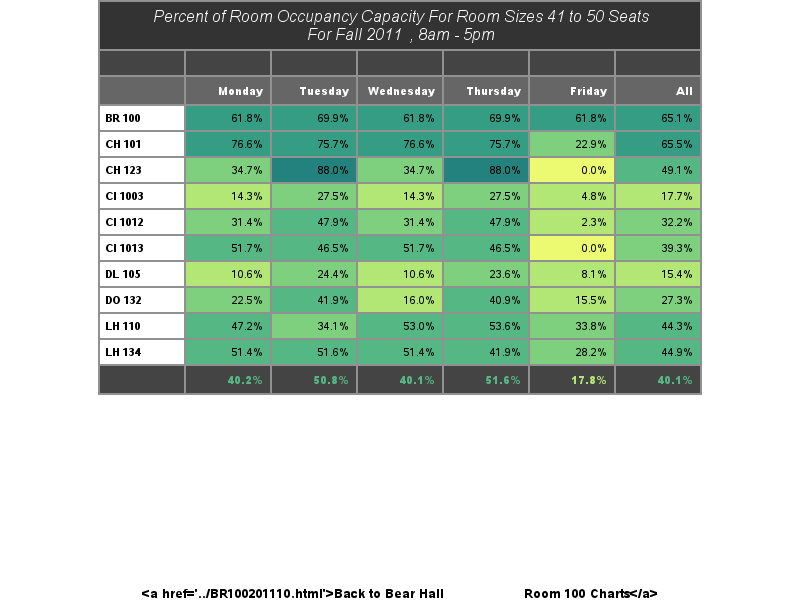 Percent of Room Occupancy Capacity For Room Sizes 41 to 50 Seats
For Fall 2011 , 8am - 5pm
Monday Tuesday Wednesday Thursday Friday All
BR 100 61.8% 69.9% 61.8% 69.9% 61.8% 65.1%
CH 101 76.6% 75.7% 76.6% 75.7% 22.9% 65.5%
CH 123 34.7% 88.0% 34.7% 88.0% 0.0% 49.1%
CI 1003 14.3% 27.5% 14.3% 27.5% 4.8% 17.7%
CI 1012 31.4% 47.9% 31.4% 47.9% 2.3% 32.2%
CI 1013 51.7% 46.5% 51.7% 46.5% 0.0% 39.3%
DL 105 10.6% 24.4% 10.6% 23.6% 8.1% 15.4%
DO 132 22.5% 41.9% 16.0% 40.9% 15.5% 27.3%
LH 110 47.2% 34.1% 53.0% 53.6% 33.8% 44.3%
LH 134 51.4% 51.6% 51.4% 41.9% 28.2% 44.9%
40.2% 50.8% 40.1% 51.6% 17.8% 40.1%
<a href='../BR100201110.html'>Back to Bear Hall Room 100 Charts</a>